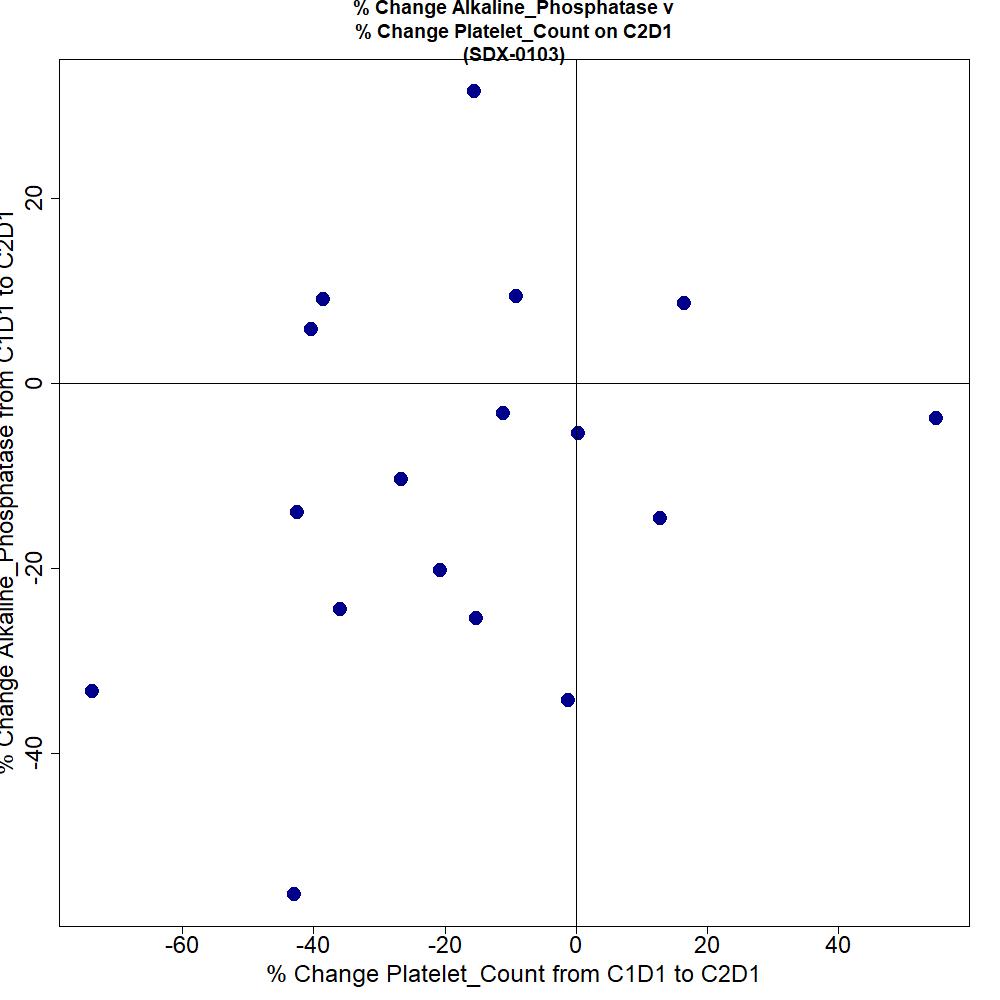 % Change Alkaline_Phosphatase v
% Change Platelet_Count on C2D1
(SDX-0103)
% Change Alkaline_Phosphatase from C1D1 to C2D1
20
0
-20
-40
-60
-40
-20
0
20
40
% Change Platelet_Count from C1D1 to C2D1